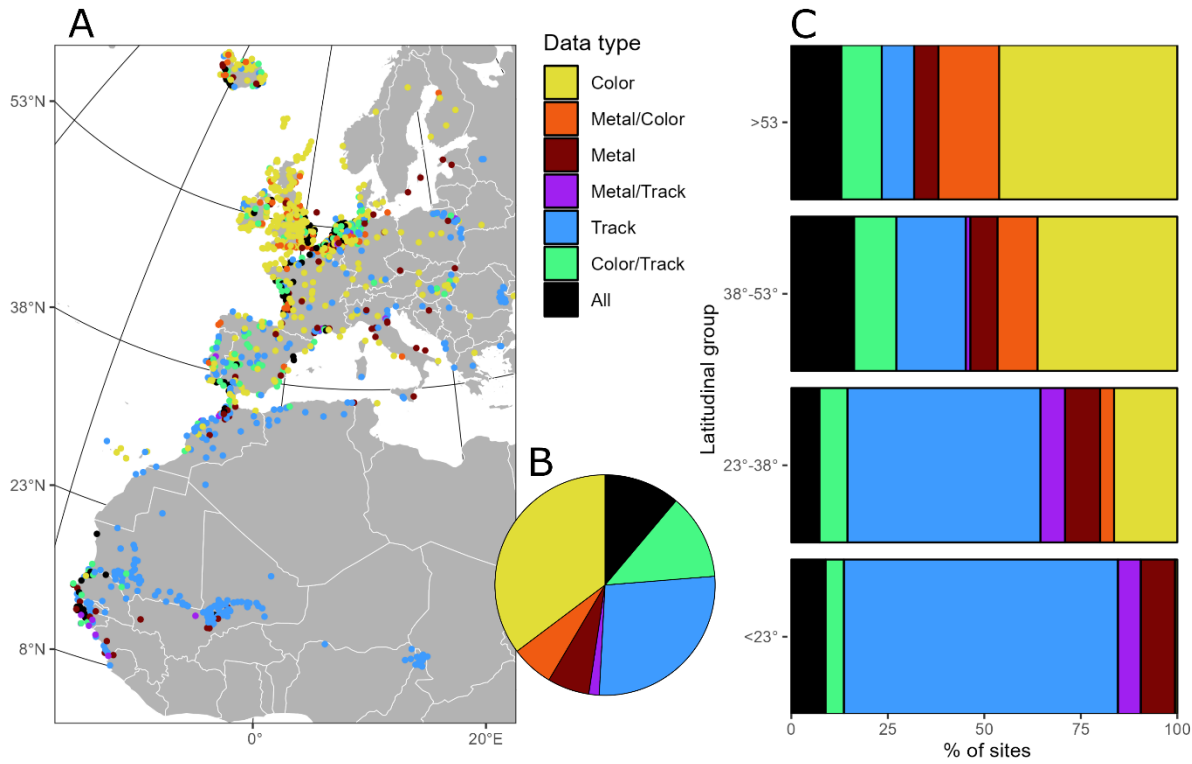 A
53°N
38°N
23°N
8°N
0°
20°E
Data type
Color
Metal/Color
Metal
Metal/Track
Track
Color/Track
All
B
C
Latitudinal group
>53
38°-53°
23°-38°
<23°
0
25
50
75
100
% of sites